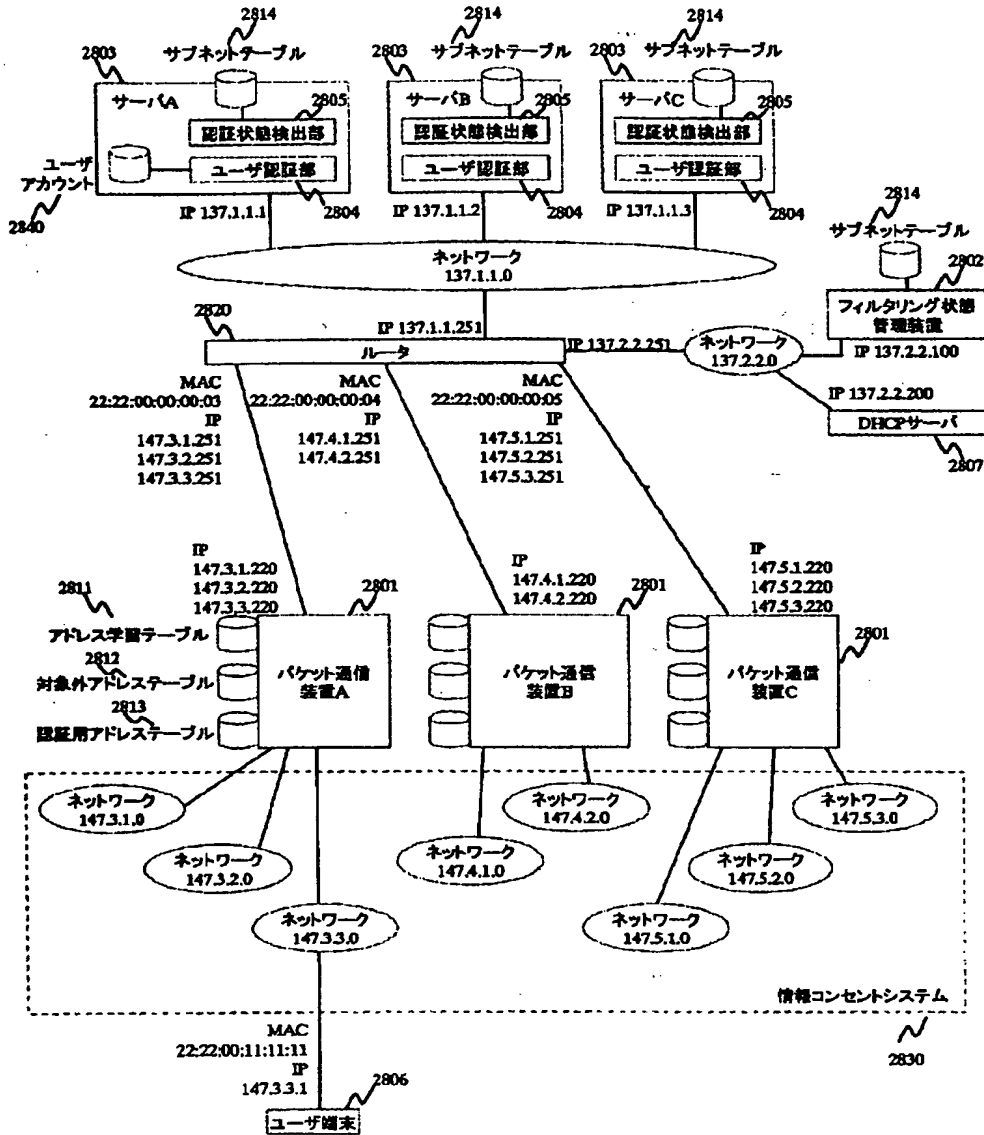 2814
サブネットテーブル
2803
サーバA
2805
認証状態検出部
ユーザ認証部
ユーザ
アカウント
2840
2804
IP 137.1.1.1
2814
サブネットテーブル
2803
サーバB
2805
認証状態検出部
ユーザ認証部
2804
IP 137.1.1.2
2814
サブネットテーブル
2803
サーバC
2805
認証状態検出部
ユーザ認証部
2804
IP 137.1.1.3
ネットワーク
137.1.1.0
2814
サブネットテーブル
2802
フィルタリング状態
管理装置
IP 137.2.2.100
2820
IP 137.1.1.251
ルータ
IP 137.2.2.251
ネットワーク
137.2.2.0
IP 137.2.2.200
DHCPサーバ
2807
MAC
22:22:00:00:00:03
IP
147.3.1.251
147.3.2.251
147.3.3.251
MAC
22:22:00:00:00:04
IP
147.4.1.251
147.4.2.251
MAC
22:22:00:00:00:05
IP
147.5.1.251
147.5.2.251
147.5.3.251
IP
147.3.1.220
147.3.2.220
147.3.3.220
2801
2811
アドレス学習テーブル
2812
対象外アドレステーブル
2813
認証用アドレステーブル
パケット通信
装置A
IP
147.4.1.220
147.4.2.220
2801
パケット通信
装置B
IP
147.5.1.220
147.5.2.220
147.5.3.220
2801
パケット通信
装置C
ネットワーク
147.3.1.0
ネットワーク
147.3.2.0
ネットワーク
147.3.3.0
ネットワーク
147.4.2.0
ネットワーク
147.4.1.0
ネットワーク
147.5.3.0
ネットワーク
147.5.2.0
ネットワーク
147.5.1.0
情報コンセントシステム
2830
MAC
22:22:00:11:11:11
IP
147.3.3.1
2806
ユーザ端末